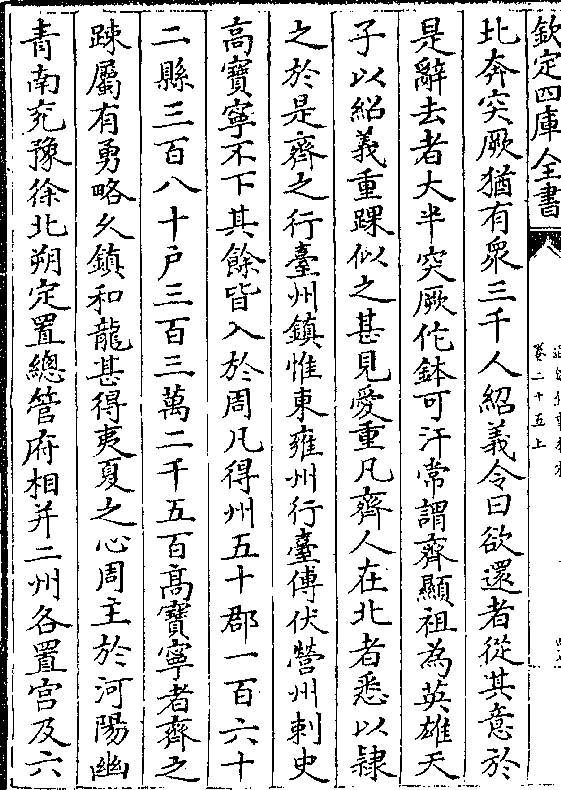 欽定四庫全書
卷二十五上
北奔突厥猶有衆三千人紹義令曰欲還者從其意於
是辭去者大半突厥佗鉢可汗常謂齊顯祖為英雄天
子以紹義重踝似之甚見愛重凡齊人在北者悉以隸
之於是齊之行臺州鎮惟東雍州行臺傅伏營州刺史
高寶寧不下其餘皆入於周凡得州五十郡一百六十
二縣三百八十户三百三萬二千五百高寶寧者齊之
踈屬有勇略久鎮和龍甚得夷夏之心周主於河陽幽
青南兖豫徐北朔定置總管府相并二州各置宫及六